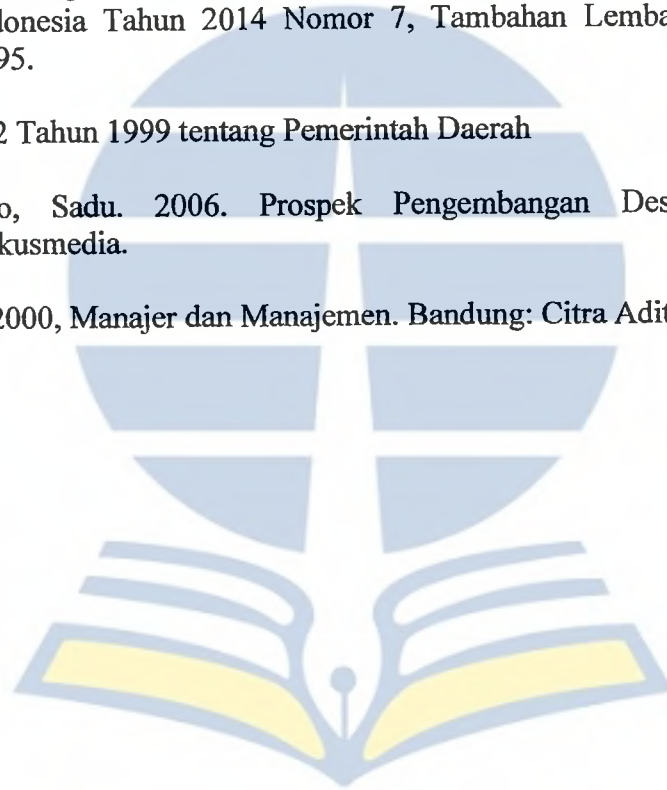 donesia Tahun 2014 Nomor 7, Tambahan Lemba
95.
2 Tahun 1999 tentang Pemerintah Daerah
o, Sadu. 2006. Prospek Pengembangan Des
kusmedia.
2000, Manajer dan Manajemen. Bandung: Citra Adit